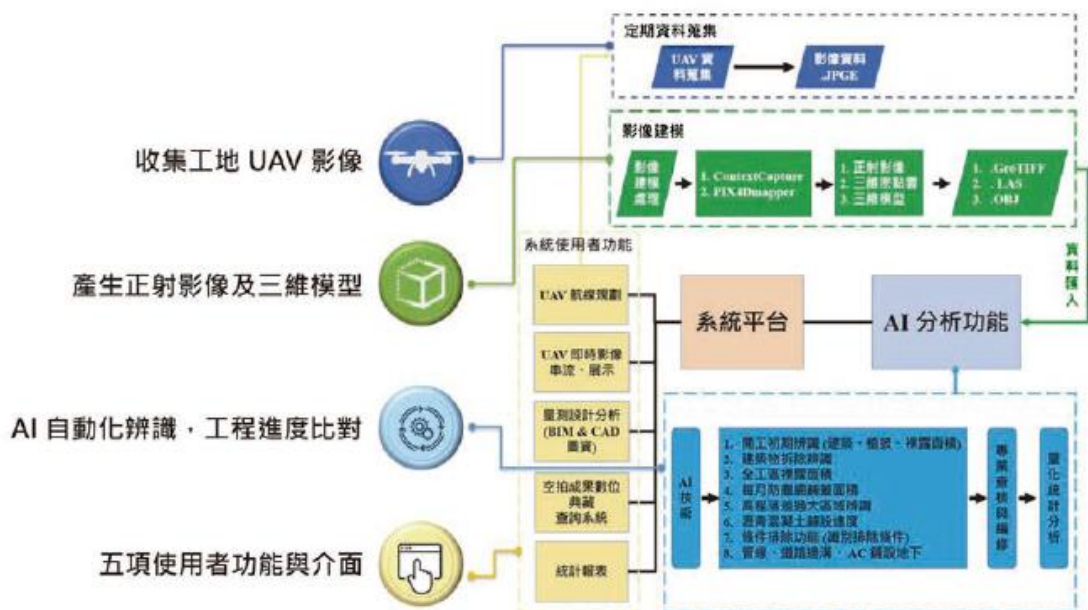 收集工地 UAV 影像
產生正射影像及三維模型
AI 自動化辨識，工程進度比對
五項使用者功能與介面
定期資料蒐集
UAV 資
料蒐集
影像資料
.JPGE
影像建模
影像
建模
處理
1. ContextCapture
2. PIX4Dmapper
1. 正射影像
2. 三維密點雲
3. 三維模型
1. .GeoTIFF
2. .LAS
3. .OBJ
資料匯入
系統使用者功能
UAV 航線規劃
UAV 即時影像
串流、展示
量測設計分析
(BIM & CAD
圖資)
空拍成果數位
典藏
查詢系統
統計報表
系統平台
AI 分析功能
AI 技能
1. 開工初期辨識 (建築、植被、裸露面積)
2. 建築物拆除辨識
3. 全工區裸露面積
4. 每月防塵網鋪蓋面積
5. 高程落差過大區域辨識
6. 瀝青混凝土鋪設進度
7. 條件排除功能 (識別排除條件)
8. 管線、道路邊溝、AC 鋪設地下
專業審核與編修
量化統計分析